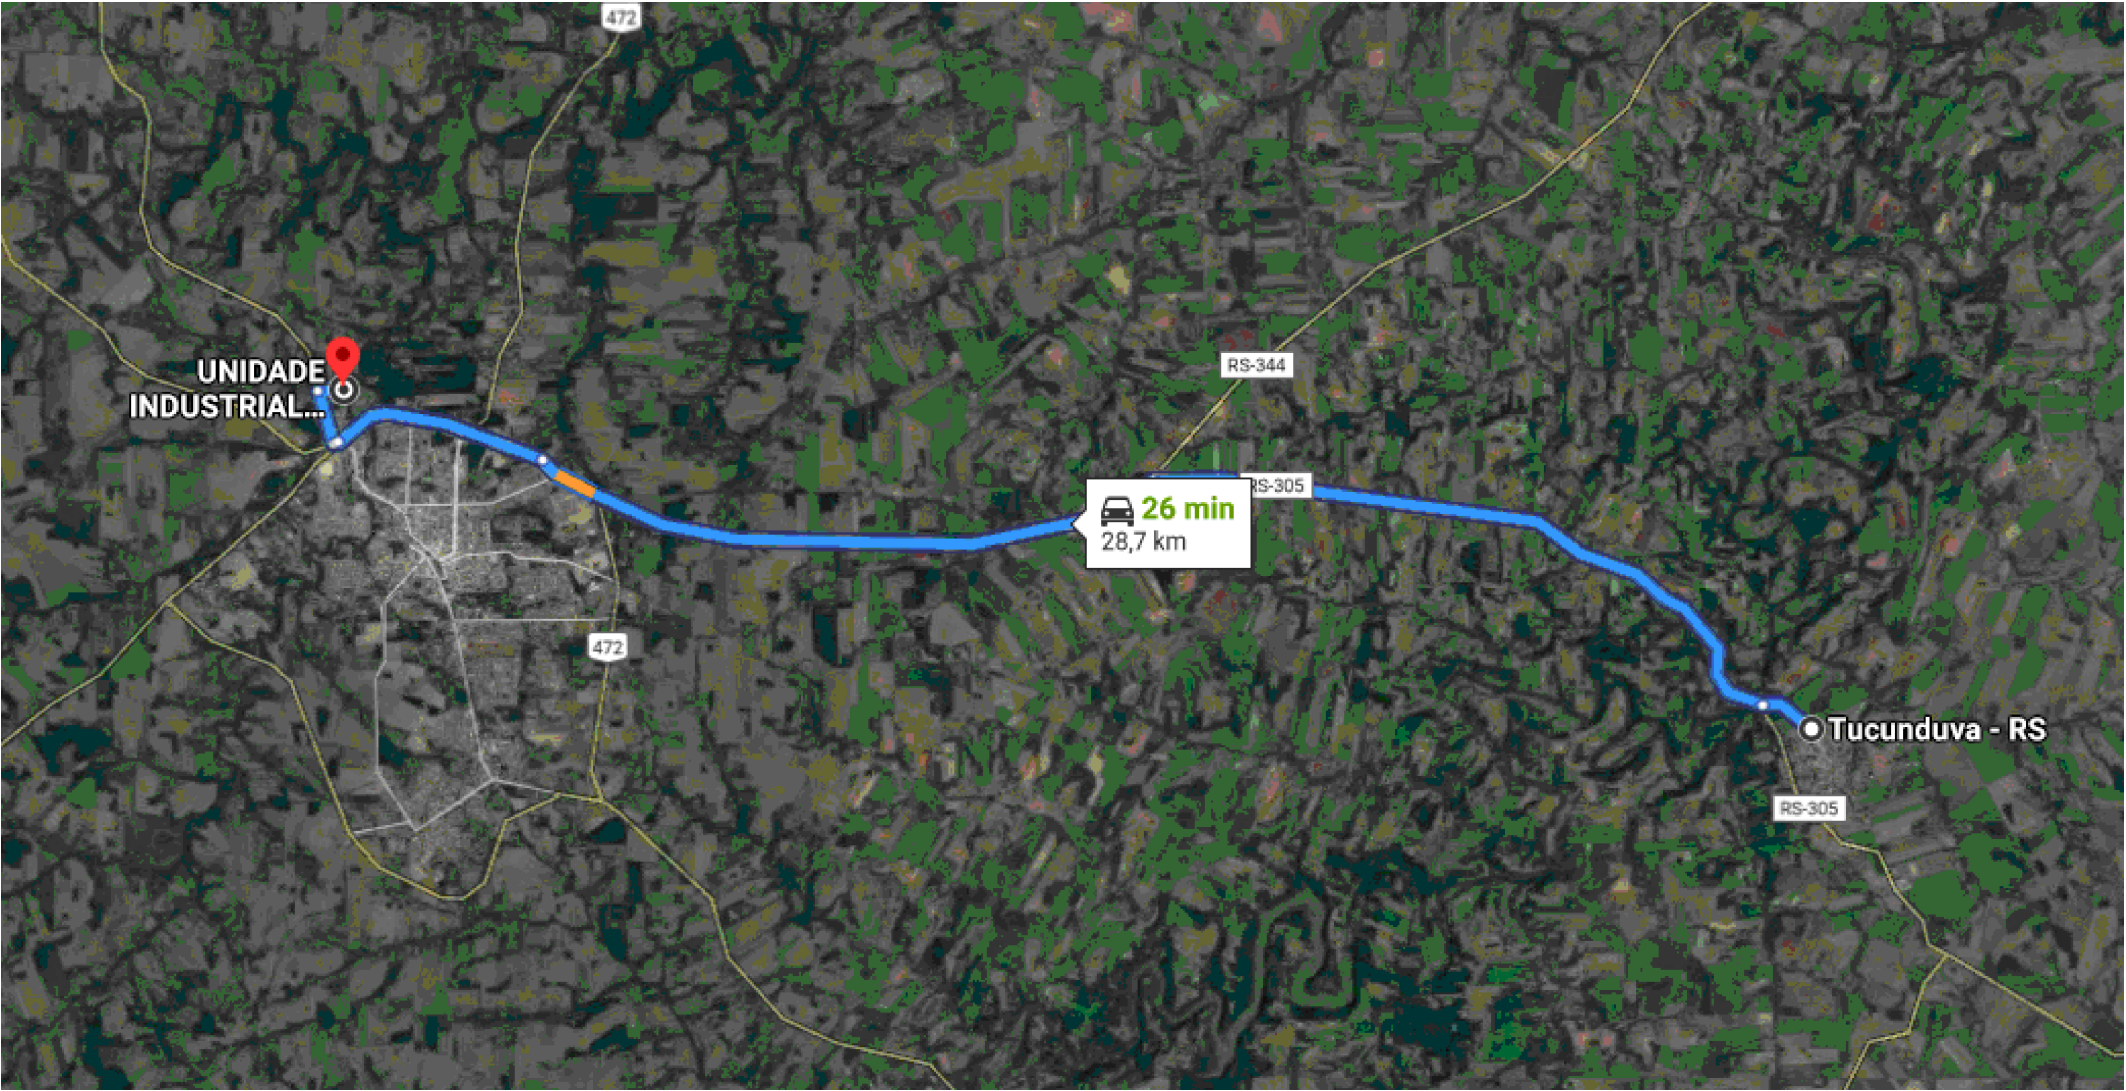 472
UNIDADE
INDUSTRIAL...
RS-344
RS-305
26 min
28,7 km
472
Tucunduva - RS
RS-305